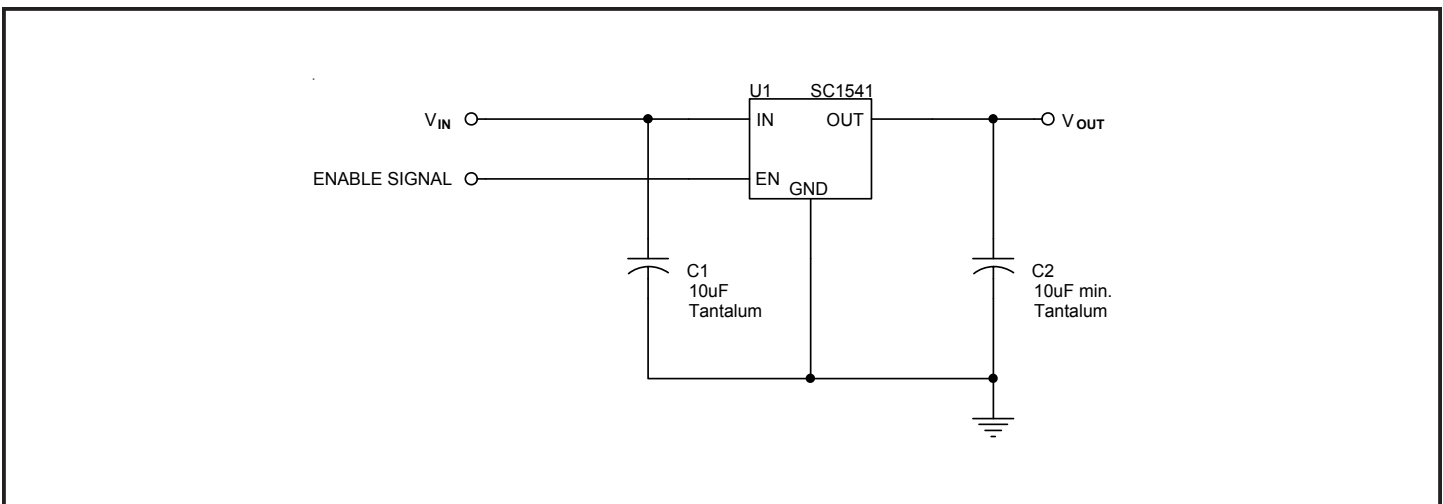 U1 SC1541
VIN IN OUT VOUT
ENABLE SIGNAL EN
GND
C1
10uF
Tantalum
C2
10uF min.
Tantalum